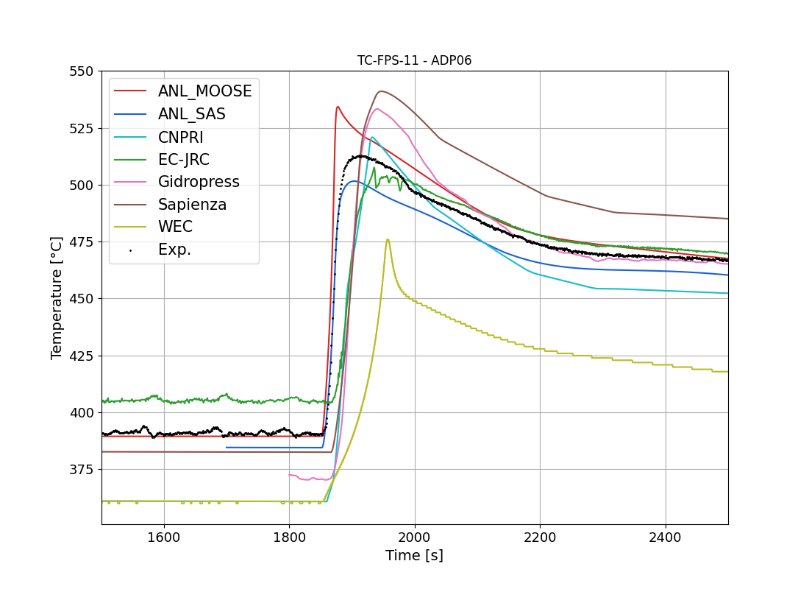 TC-FPS-11 - ADP06
550
525
500
475
450
425
400
375
Temperature [°C]
ANL_MOOSE
ANL_SAS
CNPRI
EC-JRC
Gidropress
Sapienza
WEC
Exp.
1600
1800
2000
2200
2400
Time [s]